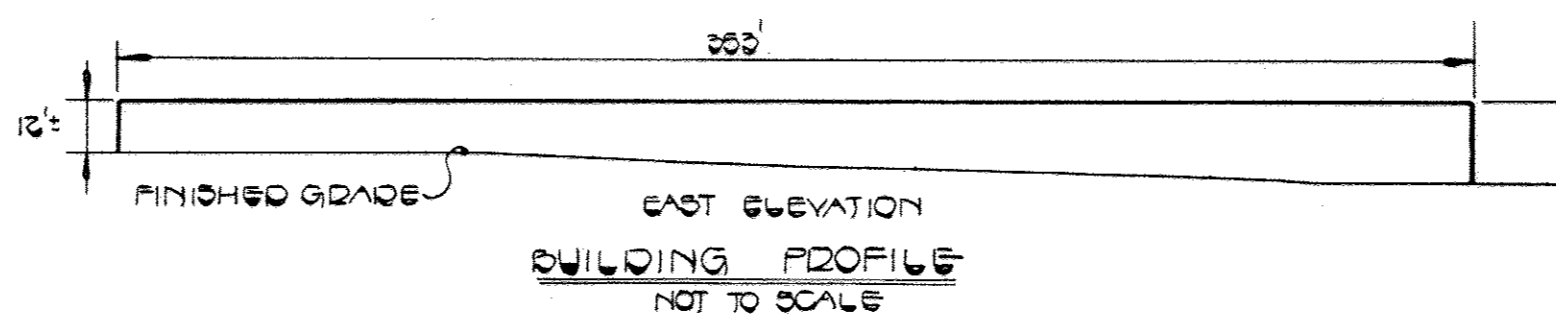 353'
12'±
FINISHED GRADE
EAST ELEVATION
BUILDING PROFILE
NOT TO SCALE